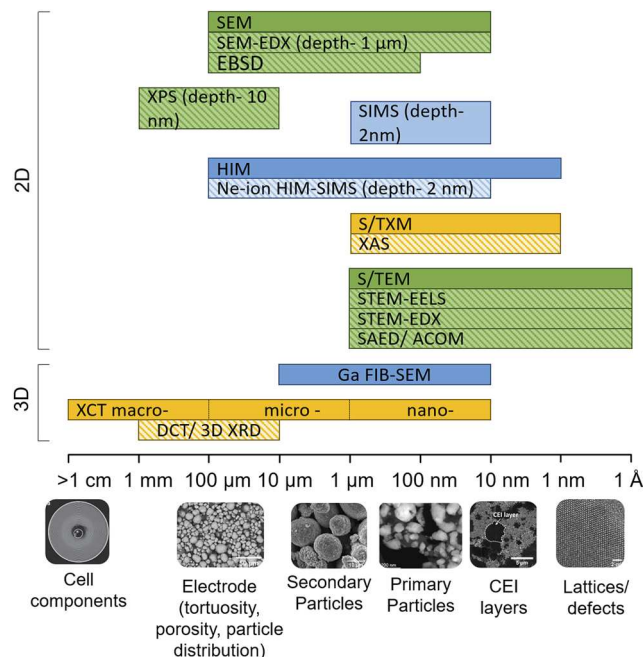 SEM
SEM-EDX (depth- 1 µm)
EBSD
XPS (depth- 10
nm)
SIMS (depth-
2nm)
HIM
Ne-ion HIM-SIMS (depth- 2 nm)
S/TXM
XAS
S/TEM
STEM-EELS
STEM-EDX
SAED/ ACOM
2D
Ga FIB-SEM
XCT macro- micro - nano-
DCT/ 3D XRD
3D
>1 cm 1 mm 100 µm 10 µm 1 µm 100 nm 10 nm 1 nm 1 Å
CEI layer
5µm
Cell
components
Electrode
(tortuosity,
porosity, particle
distribution)
Secondary
Particles
Primary
Particles
CEI
layers
Lattices/
defects